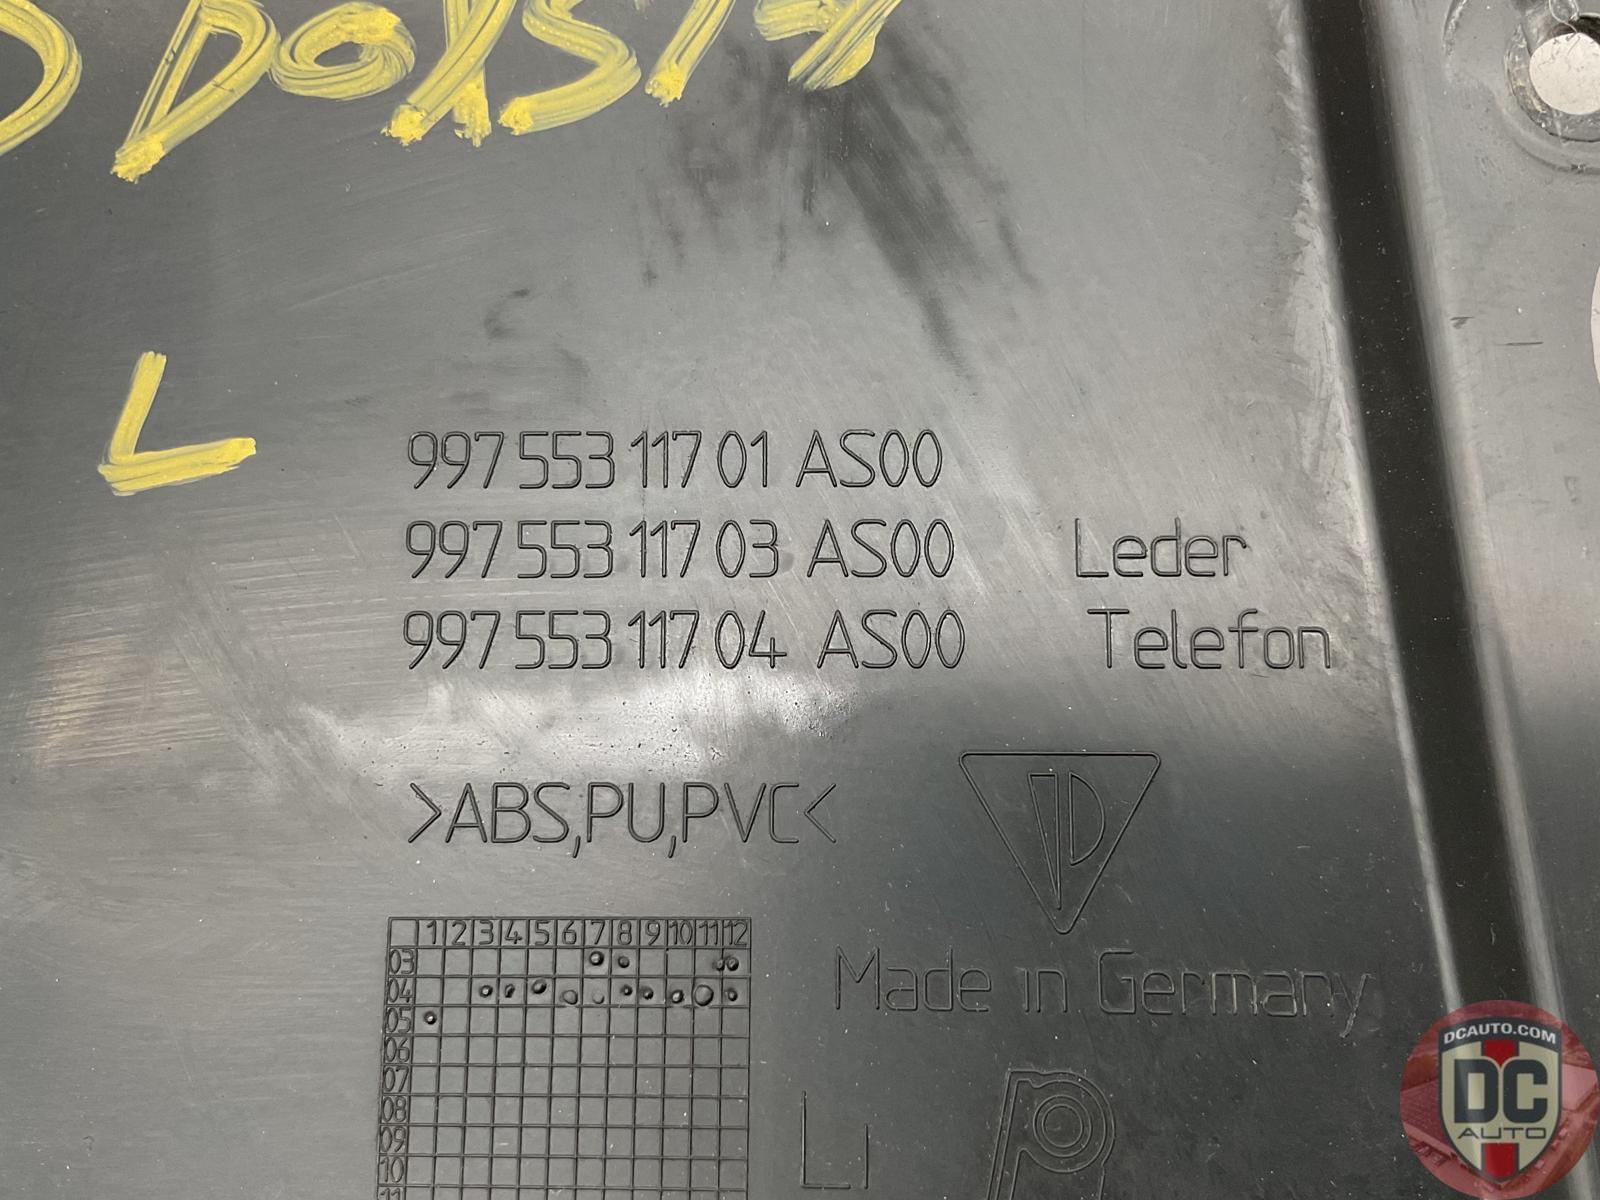 L
997 553 117 01 AS00
997 553 117 03 AS00 Leder
997 553 117 04 AS00 Telefon
>ABS,PU,PVC<
1 2 3 4 5 6 7 8 9 10 11 12
03
04
05
06
07
08
09
10
11
Made in Germany
LI
DCAUTO.COM
DC
AUTO